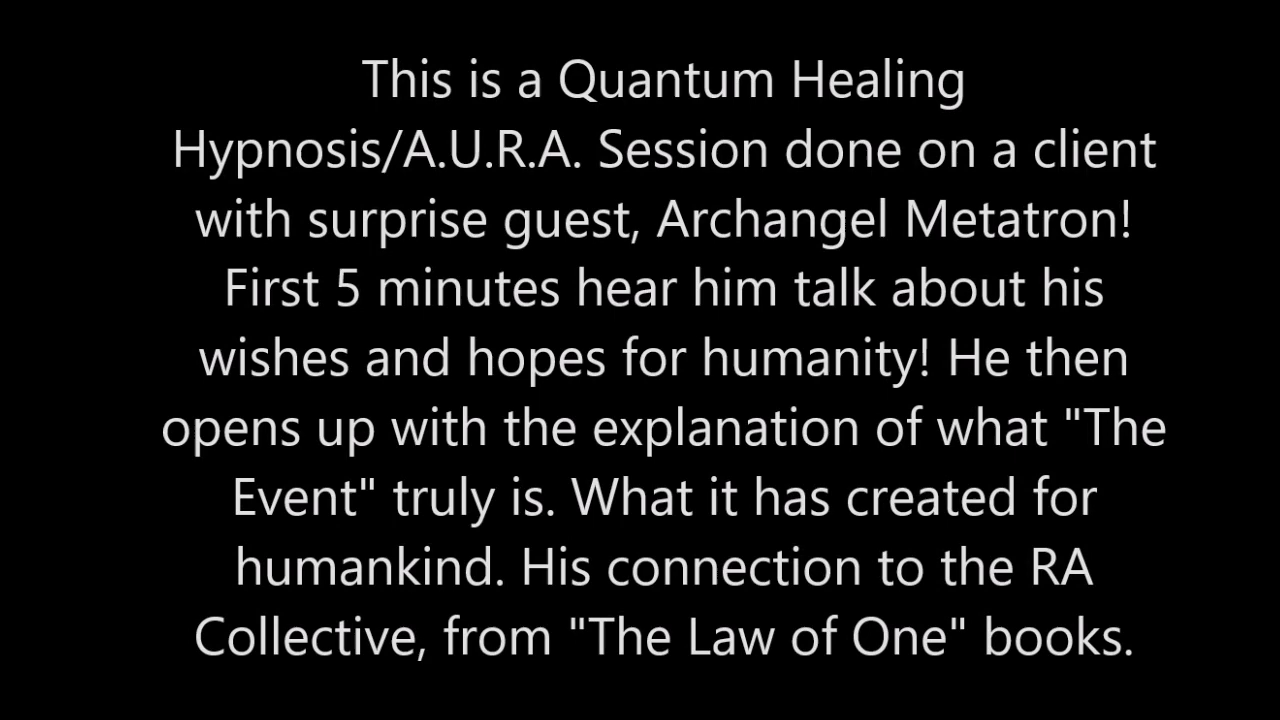 This is a Quantum Healing
Hypnosis/A.U.R.A. Session done on a client
with surprise guest, Archangel Metatron!
First 5 minutes hear him talk about his
wishes and hopes for humanity! He then
opens up with the explanation of what "The
Event" truly is. What it has created for
humankind. His connection to the RA
Collective, from "The Law of One" books.